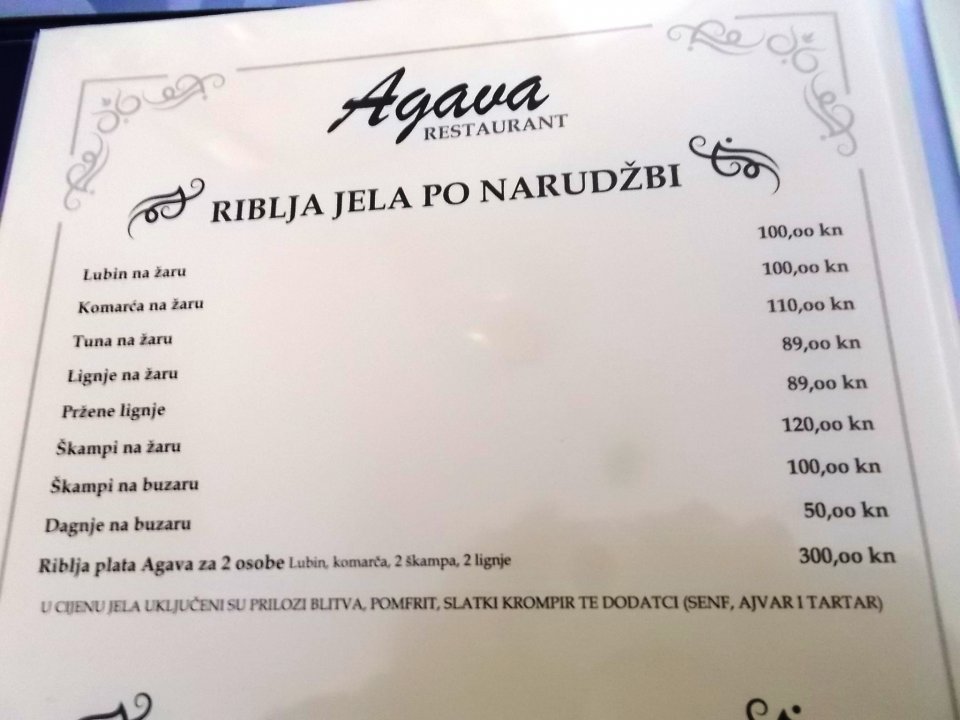 Agava
RESTAURANT
RIBLJA JELA PO NARUDŽBI
Lubin na žaru 100,00 kn
Komarča na žaru 100,00 kn
Tuna na žaru 110,00 kn
Lignje na žaru 89,00 kn
Pržene lignje 89,00 kn
Škampi na žaru 120,00 kn
Škampi na buzaru 100,00 kn
Dagnje na buzaru 50,00 kn
Riblja plata Agava za 2 osobe Lubin, komarča, 2 škampa, 2 lignje 300,00 kn
U CIJENU JELA UKLJUČENI SU PRILOZI BLITVA, POMFRIT, SLATKI KROMPIR TE DODATCI (SENF, AJVAR I TARTAR)